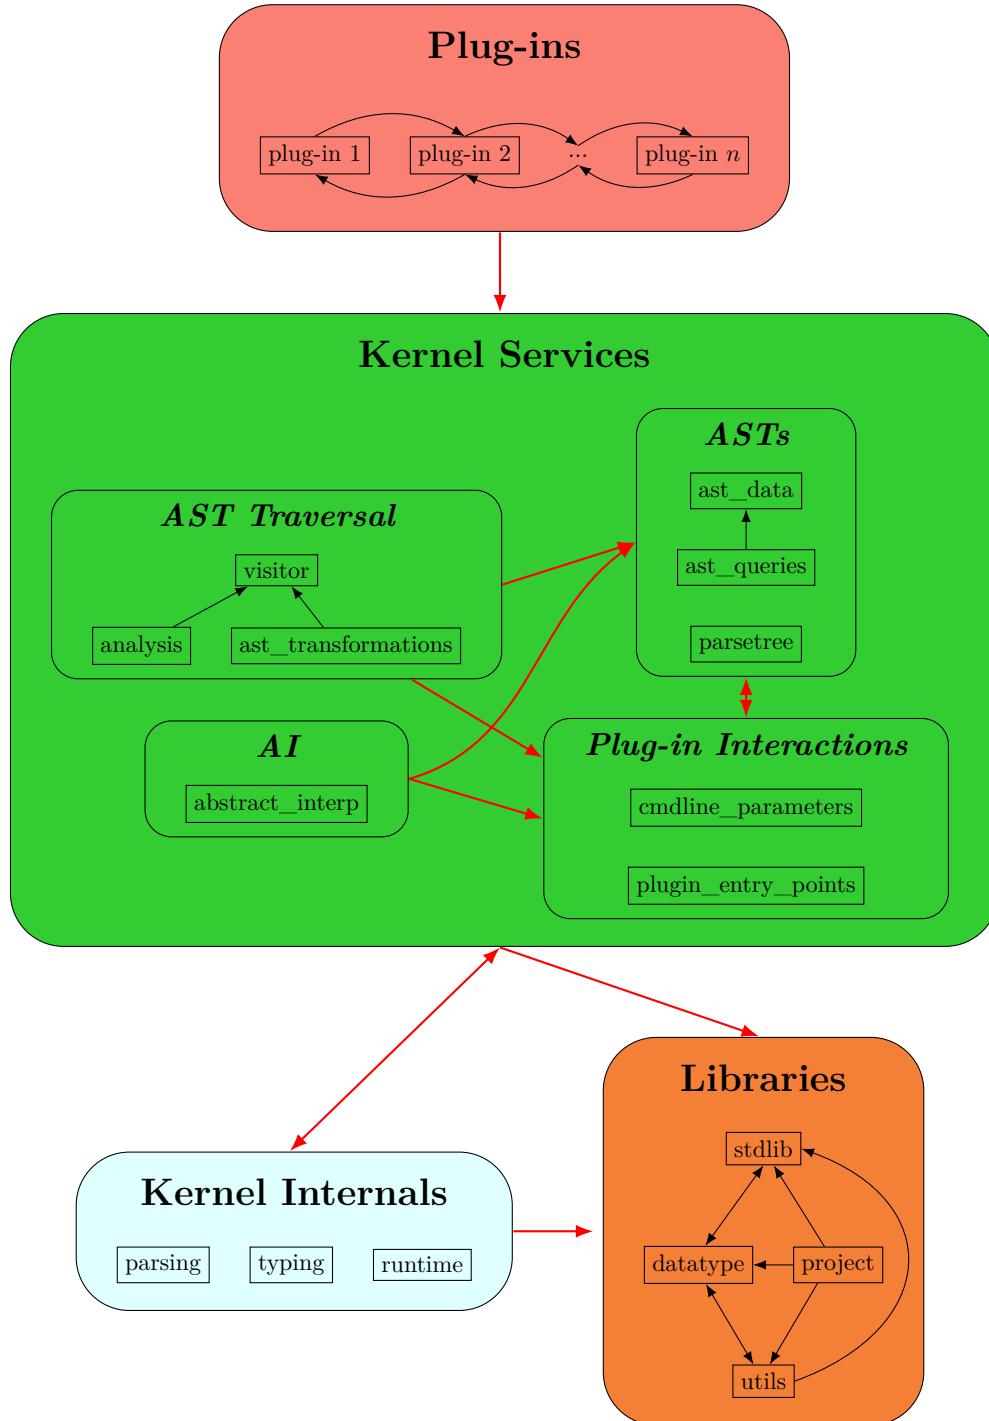 Plug-ins
plug-in 1
plug-in 2
...
plug-in n
Kernel Services
ASTs
ast_data
ast_queries
parsetree
AST Traversal
visitor
analysis
ast_transformations
AI
abstract_interp
Plug-in Interactions
cmdline_parameters
plugin_entry_points
Kernel Internals
parsing
typing
runtime
Libraries
stdlib
datatype
project
utils